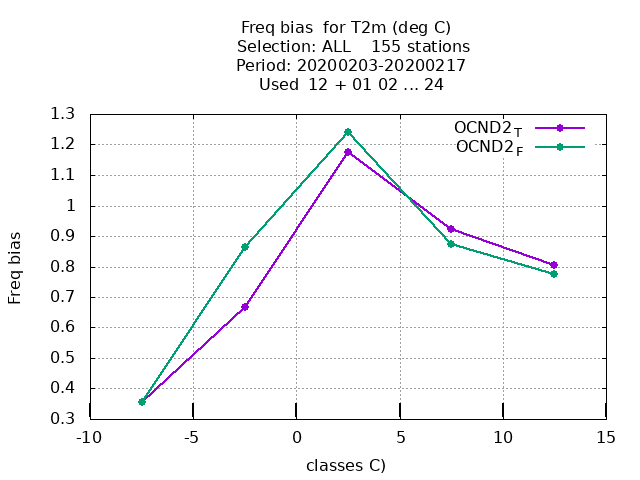 Freq bias  for T2m (deg C)
Selection: ALL    155 stations
Period: 20200203-20200217
Used  12 + 01 02 ... 24
1.3
1.2
1.1
1
0.9
0.8
0.7
0.6
0.5
0.4
0.3
Freq bias
OCND2T
OCND2F
-10
-5
0
5
10
15
classes C)